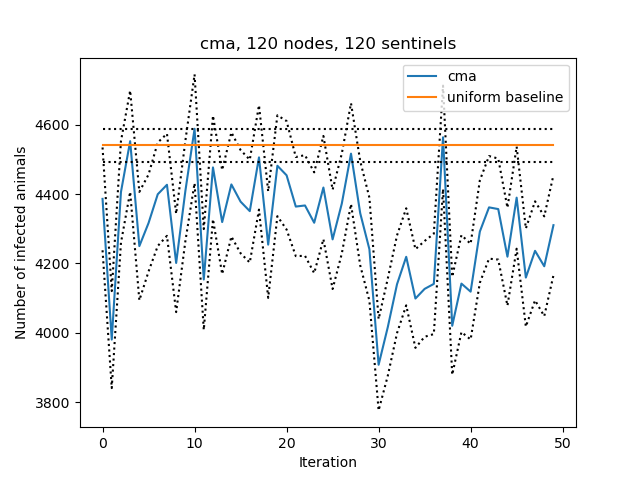 cma, 120 nodes, 120 sentinels
cma
uniform baseline
Number of infected animals
4600
4400
4200
4000
3800
0 10 20 30 40 50
Iteration